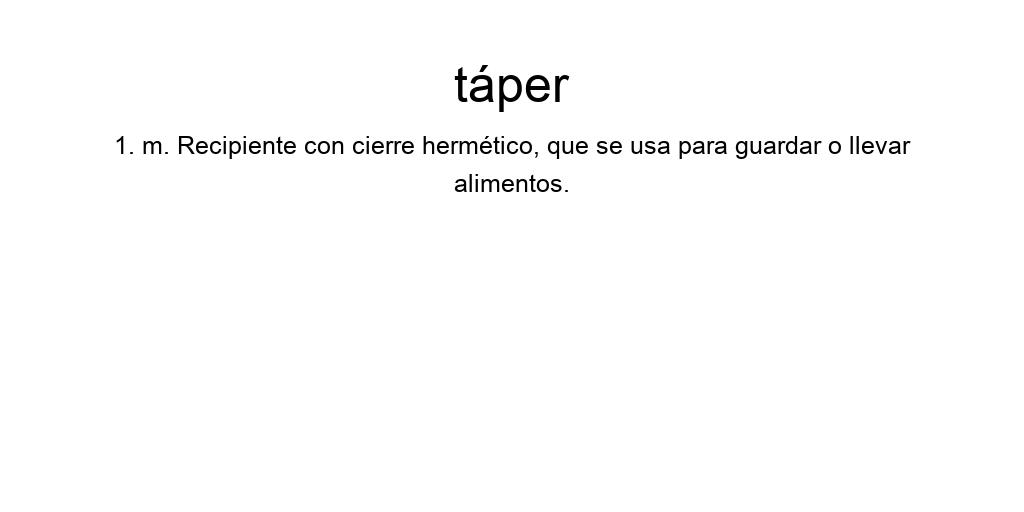 táper
1. m. Recipiente con cierre hermético, que se usa para guardar o llevar
alimentos.